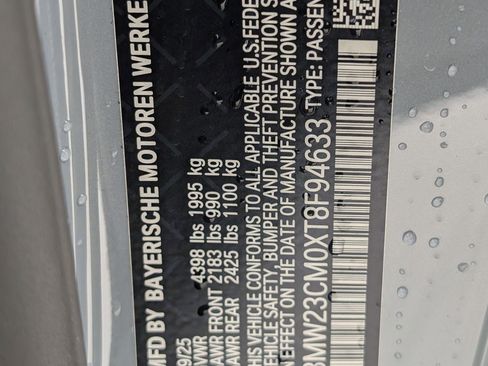 MFD BY BAYERISCHE MOTOREN WERKE
9/25
GVWR 4398 lbs 1995 kg
GAWR FRONT 2183 lbs 990 kg
GAWR REAR 2425 lbs 1100 kg
THIS VEHICLE CONFORMS TO ALL APPLICABLE U.S.FEDE
VEHICLE SAFETY, BUMPER AND THEFT PREVENTION S
IN EFFECT ON THE DATE OF MANUFACTURE SHOWN A
3MW23CM0XT8F94633 TYPE: PASSEN